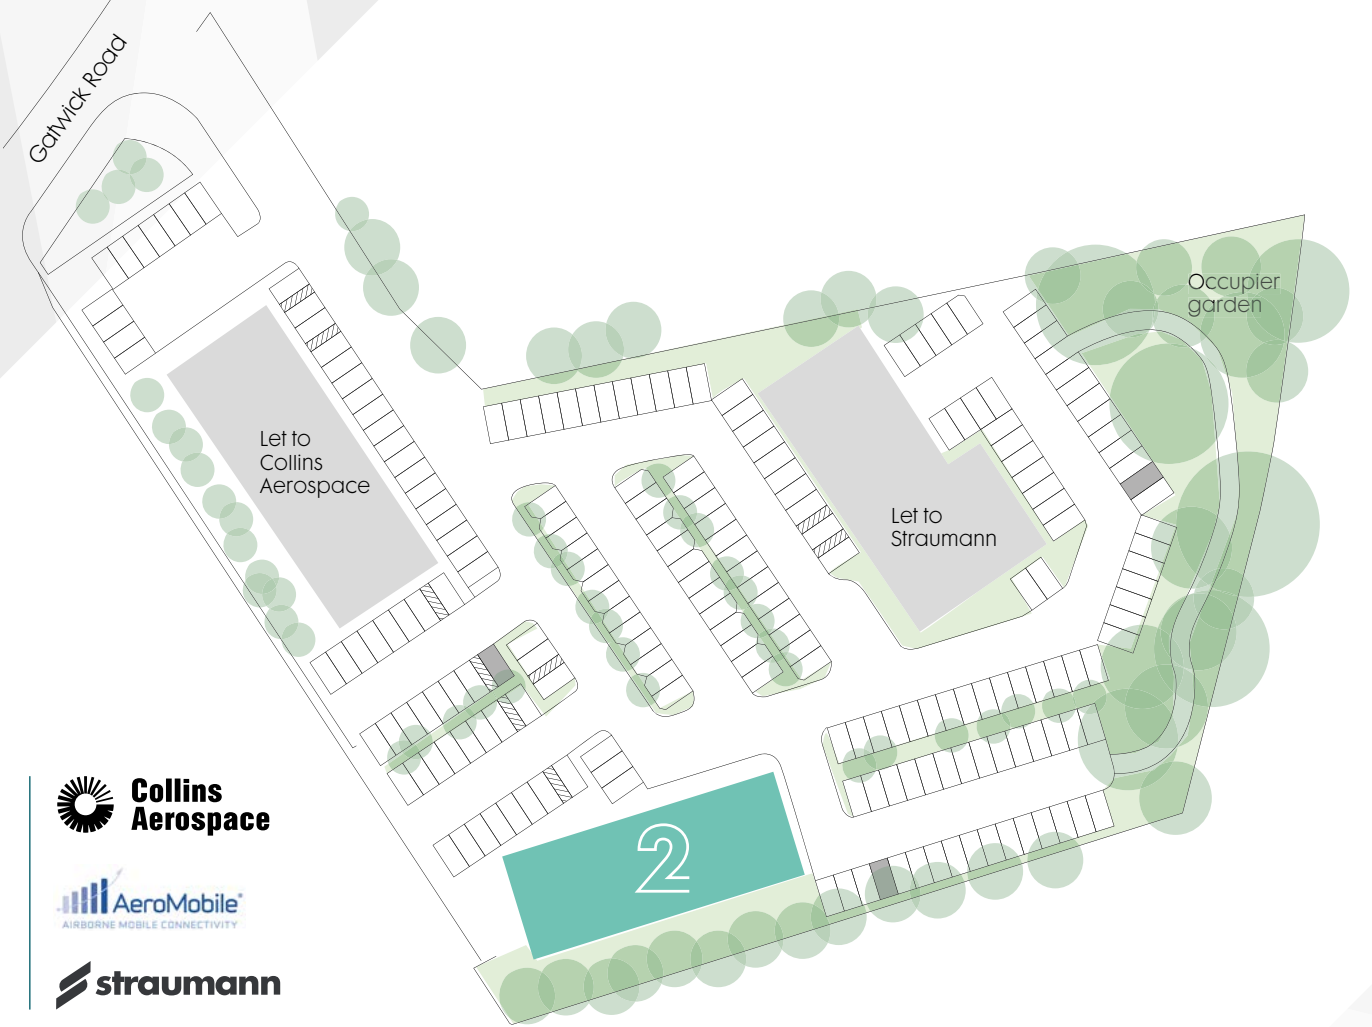 Gatwick Road
Occupier
garden
Let to
Collins
Aerospace
Let to
Straumann
2
Collins
Aerospace
AeroMobile
AIRBORNE MOBILE CONNECTIVITY
straumann